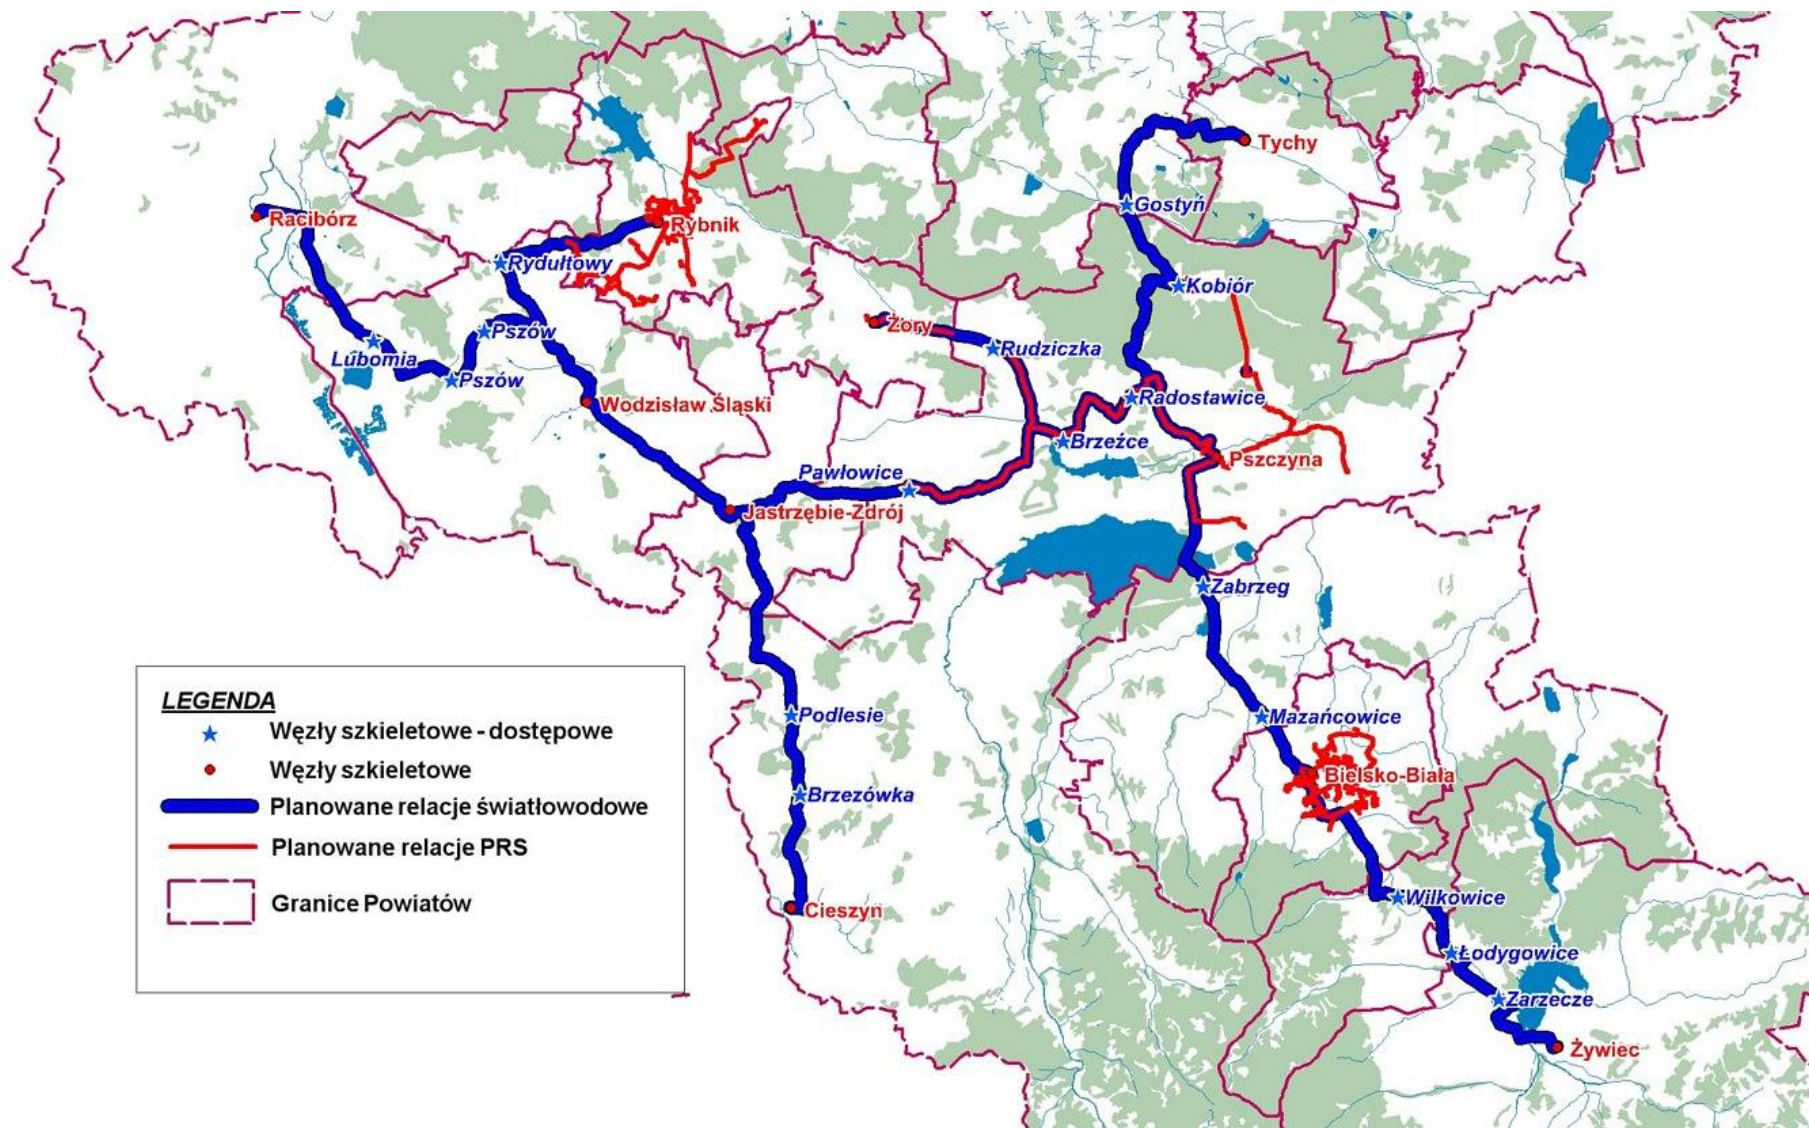 Tychy
Gostyń
Racibórz
Rybnik
Rydułtowy
Kobiór
Żory
Pszów
Rudziczka
Lubomia
Pszów
Radostawice
Wodzisław Śląski
Brzeźce
Pszczyna
Pawłowice
Jastrzębie-Zdrój
Zabrzeg
LEGENDA
Węzły szkieletowe - dostępowe
Węzły szkieletowe
Planowane relacje światłowodowe
Planowane relacje PRS
Granice Powiatów
Podlesie
Mazańcowice
Bielsko-Biała
Brzezówka
Wilkowice
Cieszyn
Łodygowice
Zarzecze
Żywiec